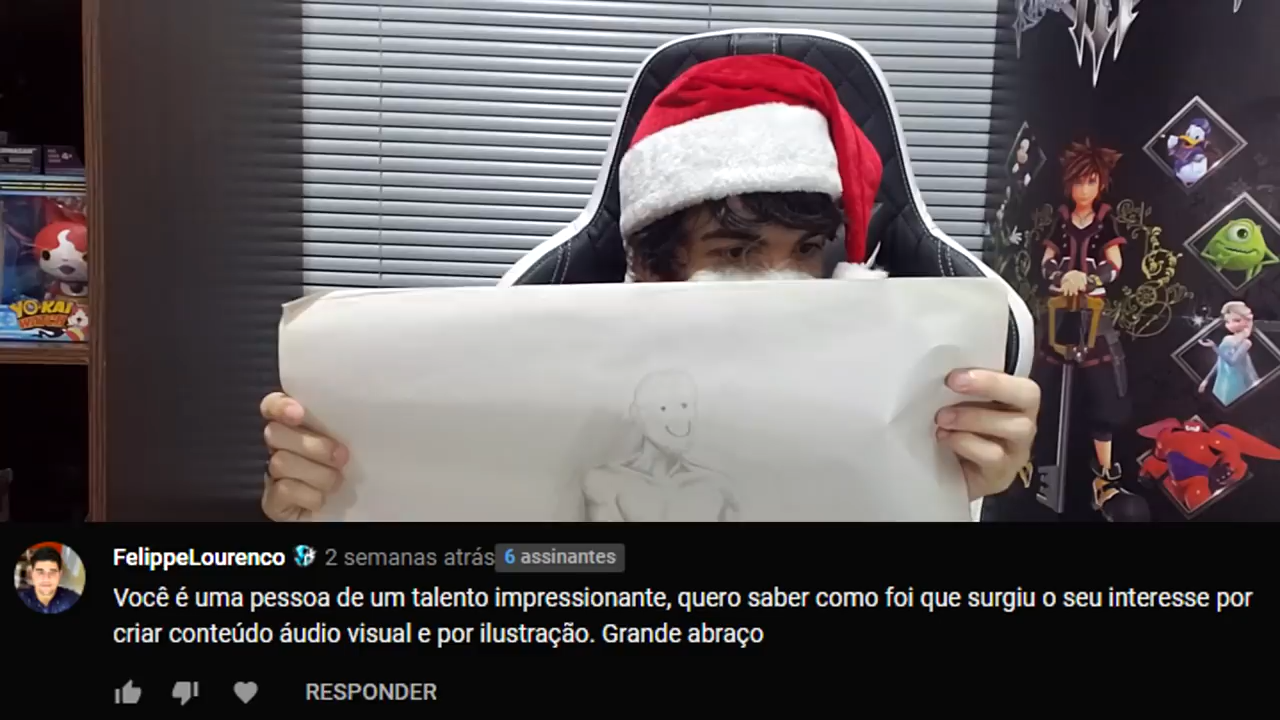 YO-KAI
WATCH
FelippeLourenco 2 semanas atrás 6 assinantes
Você é uma pessoa de um talento impressionante, quero saber como foi que surgiu o seu interesse por
criar conteúdo áudio visual e por ilustração. Grande abraço
RESPONDER